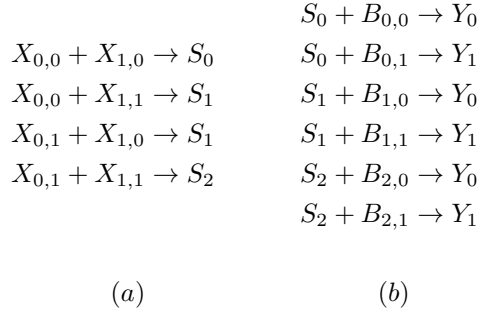 X_{0,0} + X_{1,0} → S_0
X_{0,0} + X_{1,1} → S_1
X_{0,1} + X_{1,0} → S_1
X_{0,1} + X_{1,1} → S_2
(a)
S_0 + B_{0,0} → Y_0
S_0 + B_{0,1} → Y_1
S_1 + B_{1,0} → Y_0
S_1 + B_{1,1} → Y_1
S_2 + B_{2,0} → Y_0
S_2 + B_{2,1} → Y_1
(b)